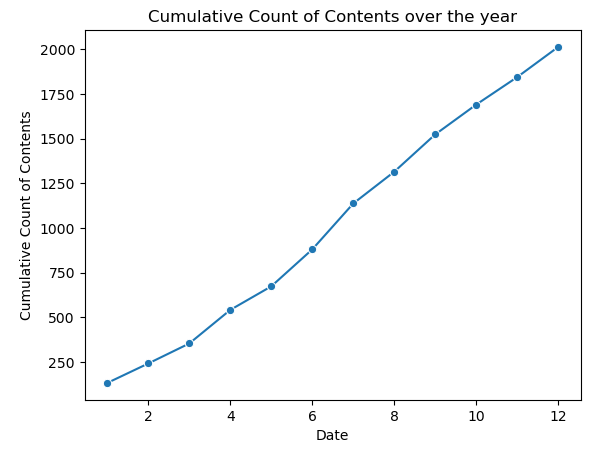 Cumulative Count of Contents over the year
Cumulative Count of Contents
2000
1750
1500
1250
1000
750
500
250
2 4 6 8 10 12
Date